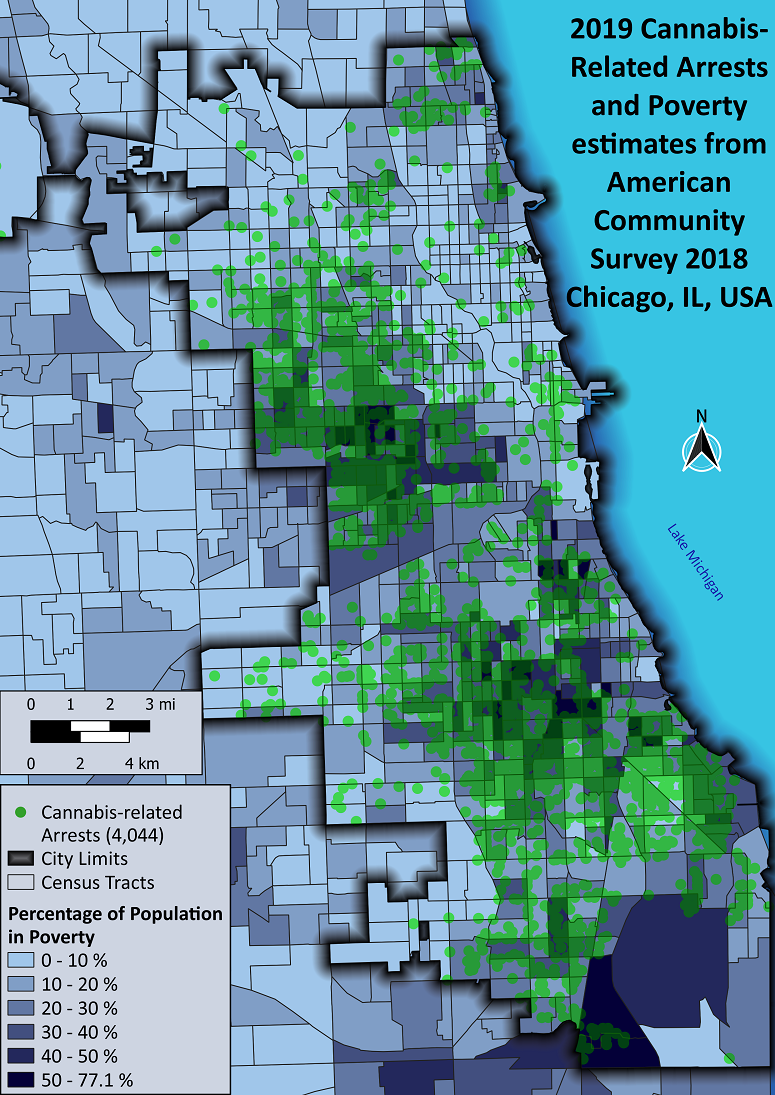 2019 Cannabis-
Related Arrests
and Poverty
estimates from
American
Community
Survey 2018
Chicago, IL, USA
N
Lake Michigan
0 1 2 3 mi
0 2 4 km
Cannabis-related
Arrests (4,044)
City Limits
Census Tracts
Percentage of Population
in Poverty
0 - 10 %
10 - 20 %
20 - 30 %
30 - 40 %
40 - 50 %
50 - 77.1 %